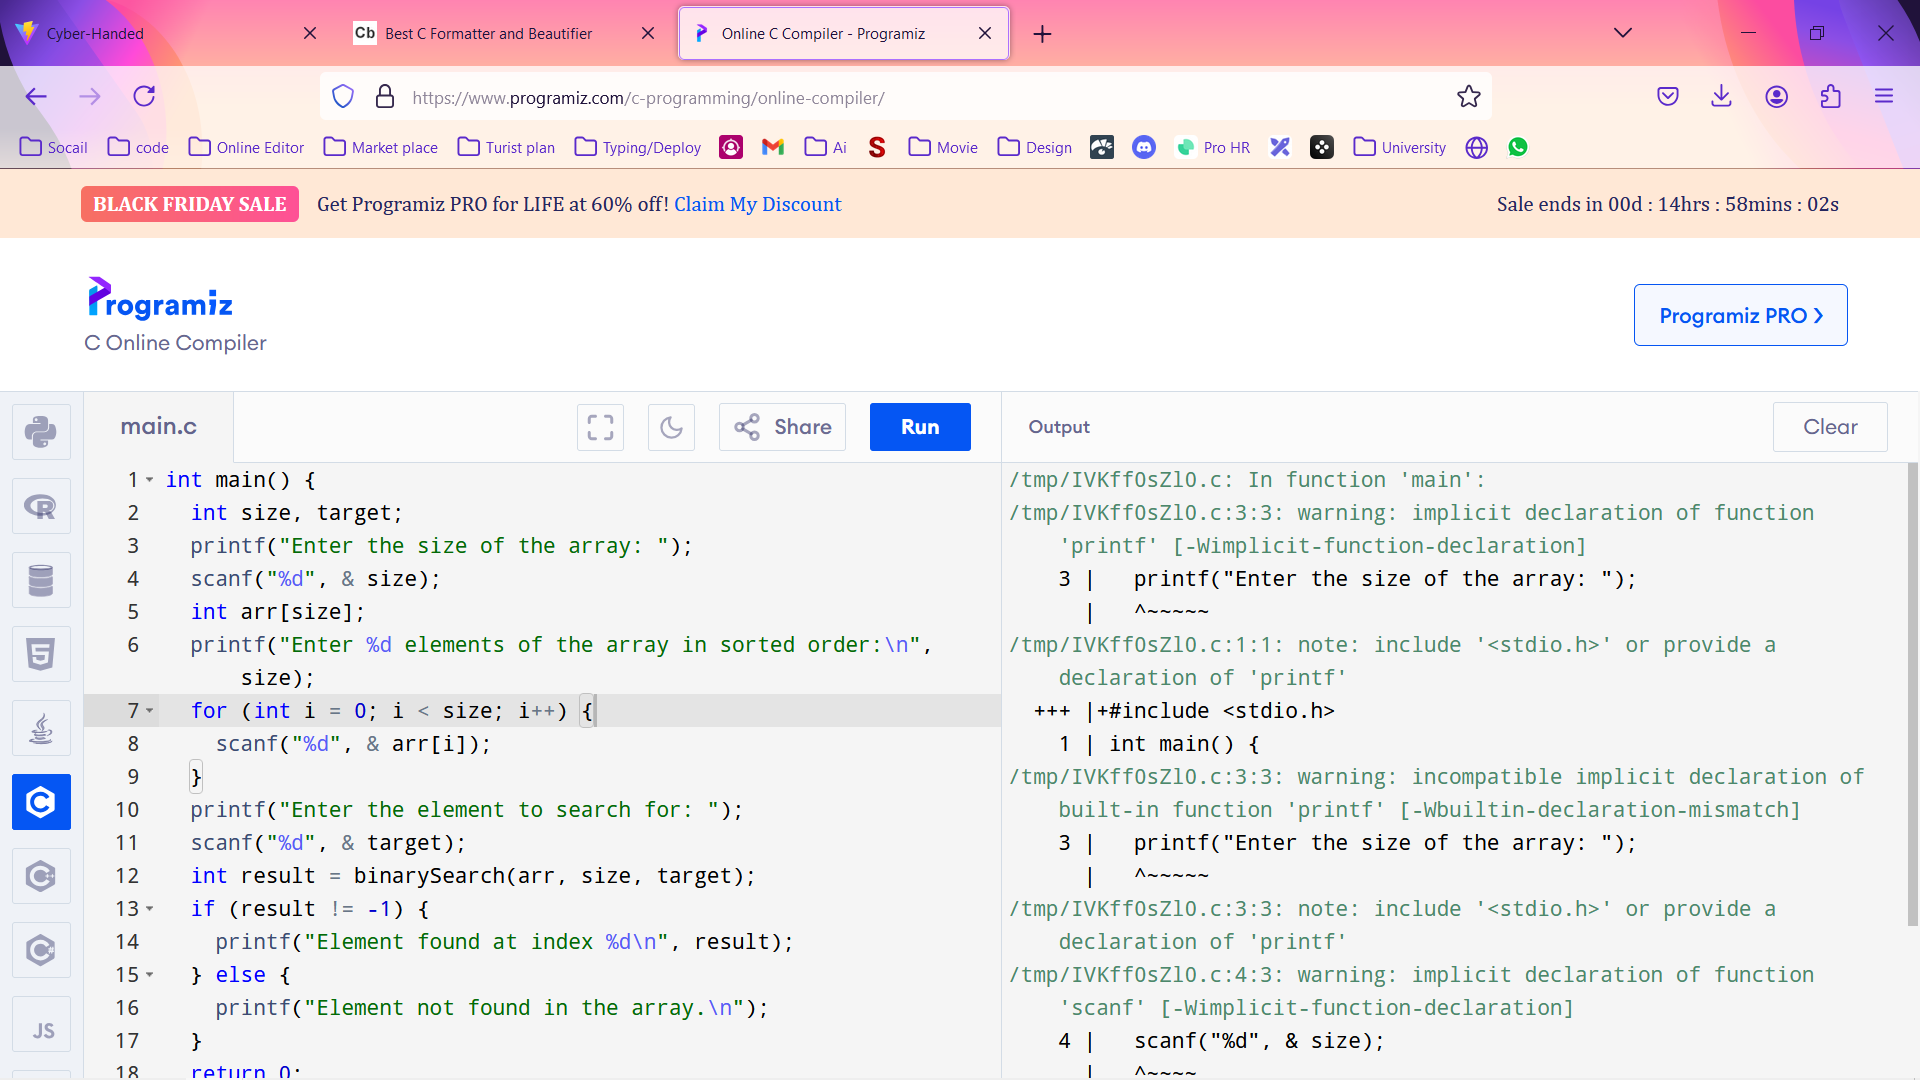 Cyber-Handed
Cb Best C Formatter and Beautifier
Online C Compiler - Programiz
https://www.programiz.com/c-programming/online-compiler/
Socail code Online Editor Market place Turist plan Typing/Deploy Ai S Movie Design Pro HR University
BLACK FRIDAY SALE Get Programiz PRO for LIFE at 60% off! Claim My Discount Sale ends in 00d : 14hrs : 58mins : 02s
Programiz
C Online Compiler
Programiz PRO ❯
main.c
Share
Run
1 int main() {
2 int size, target;
3 printf("Enter the size of the array: ");
4 scanf("%d", & size);
5 int arr[size];
6 printf("Enter %d elements of the array in sorted order:\n",
size);
7 for (int i = 0; i < size; i++) {
8 scanf("%d", & arr[i]);
9 }
10 printf("Enter the element to search for: ");
11 scanf("%d", & target);
12 int result = binarySearch(arr, size, target);
13 if (result != -1) {
14 printf("Element found at index %d\n", result);
15 } else {
16 printf("Element not found in the array.\n");
17 }
18 return 0;
Output
Clear
/tmp/IVKff0sZl0.c: In function 'main':
/tmp/IVKff0sZl0.c:3:3: warning: implicit declaration of function
'printf' [-Wimplicit-function-declaration]
3 | printf("Enter the size of the array: ");
| ^~~~~~
/tmp/IVKff0sZl0.c:1:1: note: include '<stdio.h>' or provide a
declaration of 'printf'
+++ |+#include <stdio.h>
1 | int main() {
/tmp/IVKff0sZl0.c:3:3: warning: incompatible implicit declaration of
built-in function 'printf' [-Wbuiltin-declaration-mismatch]
3 | printf("Enter the size of the array: ");
| ^~~~~~
/tmp/IVKff0sZl0.c:3:3: note: include '<stdio.h>' or provide a
declaration of 'printf'
/tmp/IVKff0sZl0.c:4:3: warning: implicit declaration of function
'scanf' [-Wimplicit-function-declaration]
4 | scanf("%d", & size);
| ^~~~~
R
5
C
C
C#
JS